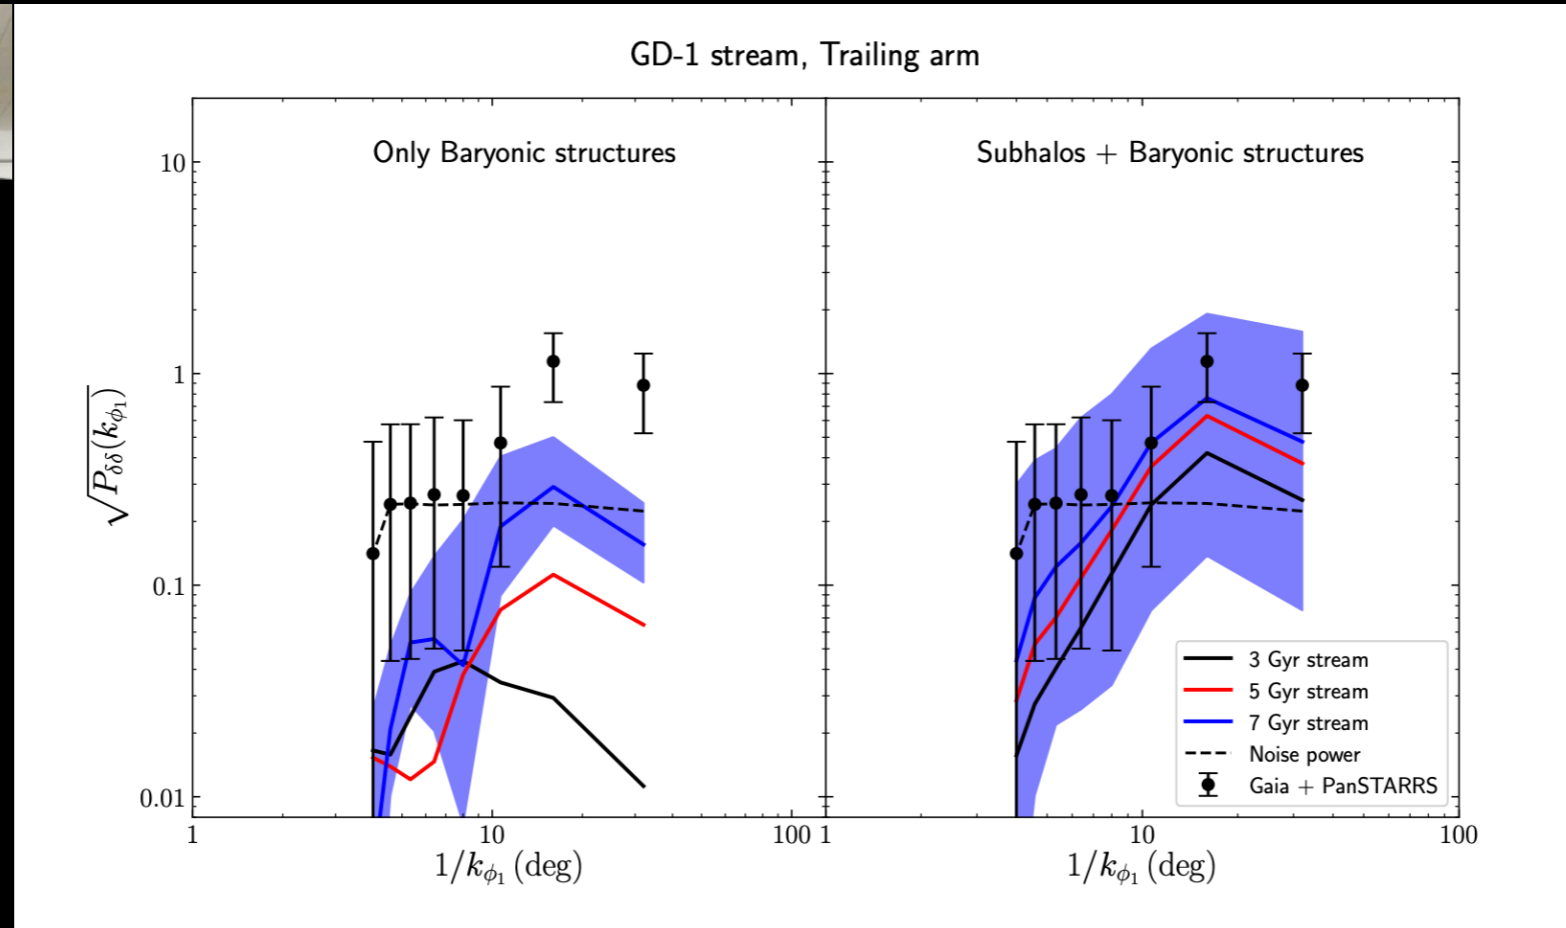 GD-1 stream, Trailing arm
Only Baryonic structures
Subhalos + Baryonic structures
10
1
0.1
0.01
√Pδδ(kϕ1)
1
10
100
1
10
100
1/kϕ1 (deg)
1/kϕ1 (deg)
3 Gyr stream
5 Gyr stream
7 Gyr stream
Noise power
Gaia + PanSTARRS